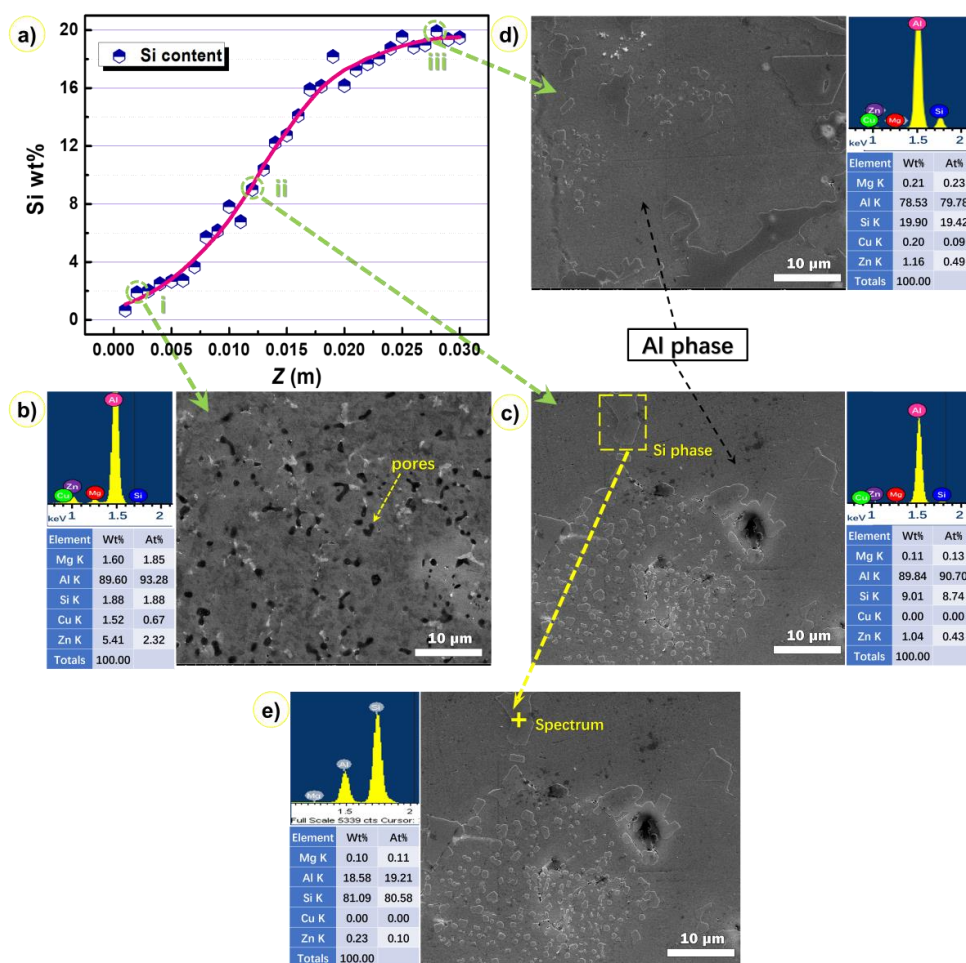 a)
Si content
20
16
12
8
4
0
Si wt%
0.000 0.005 0.010 0.015 0.020 0.025 0.030
Z (m)
i
ii
iii
d)
10 μm
Al
Zn
Cu
Mg
Si
keV 1 1.5 2
Element Wt% At%
Mg K 0.21 0.23
Al K 78.53 79.78
Si K 19.90 19.42
Cu K 0.20 0.09
Zn K 1.16 0.49
Totals 100.00
Al phase
b)
Al
Zn
Cu
Mg
Si
keV 1 1.5 2
Element Wt% At%
Mg K 1.60 1.85
Al K 89.60 93.28
Si K 1.88 1.88
Cu K 1.52 0.67
Zn K 5.41 2.32
Totals 100.00
pores
10 μm
c)
Si phase
10 μm
Al
Cu
Zn
Mg
Si
keV 1 1.5 2
Element Wt% At%
Mg K 0.11 0.13
Al K 89.84 90.70
Si K 9.01 8.74
Cu K 0.00 0.00
Zn K 1.04 0.43
Totals 100.00
e)
Si
Al
Mg
1.5 2
Full Scale 5339 cts Cursor:
Element Wt% At%
Mg K 0.10 0.11
Al K 18.58 19.21
Si K 81.09 80.58
Cu K 0.00 0.00
Zn K 0.23 0.10
Totals 100.00
Spectrum
10 μm